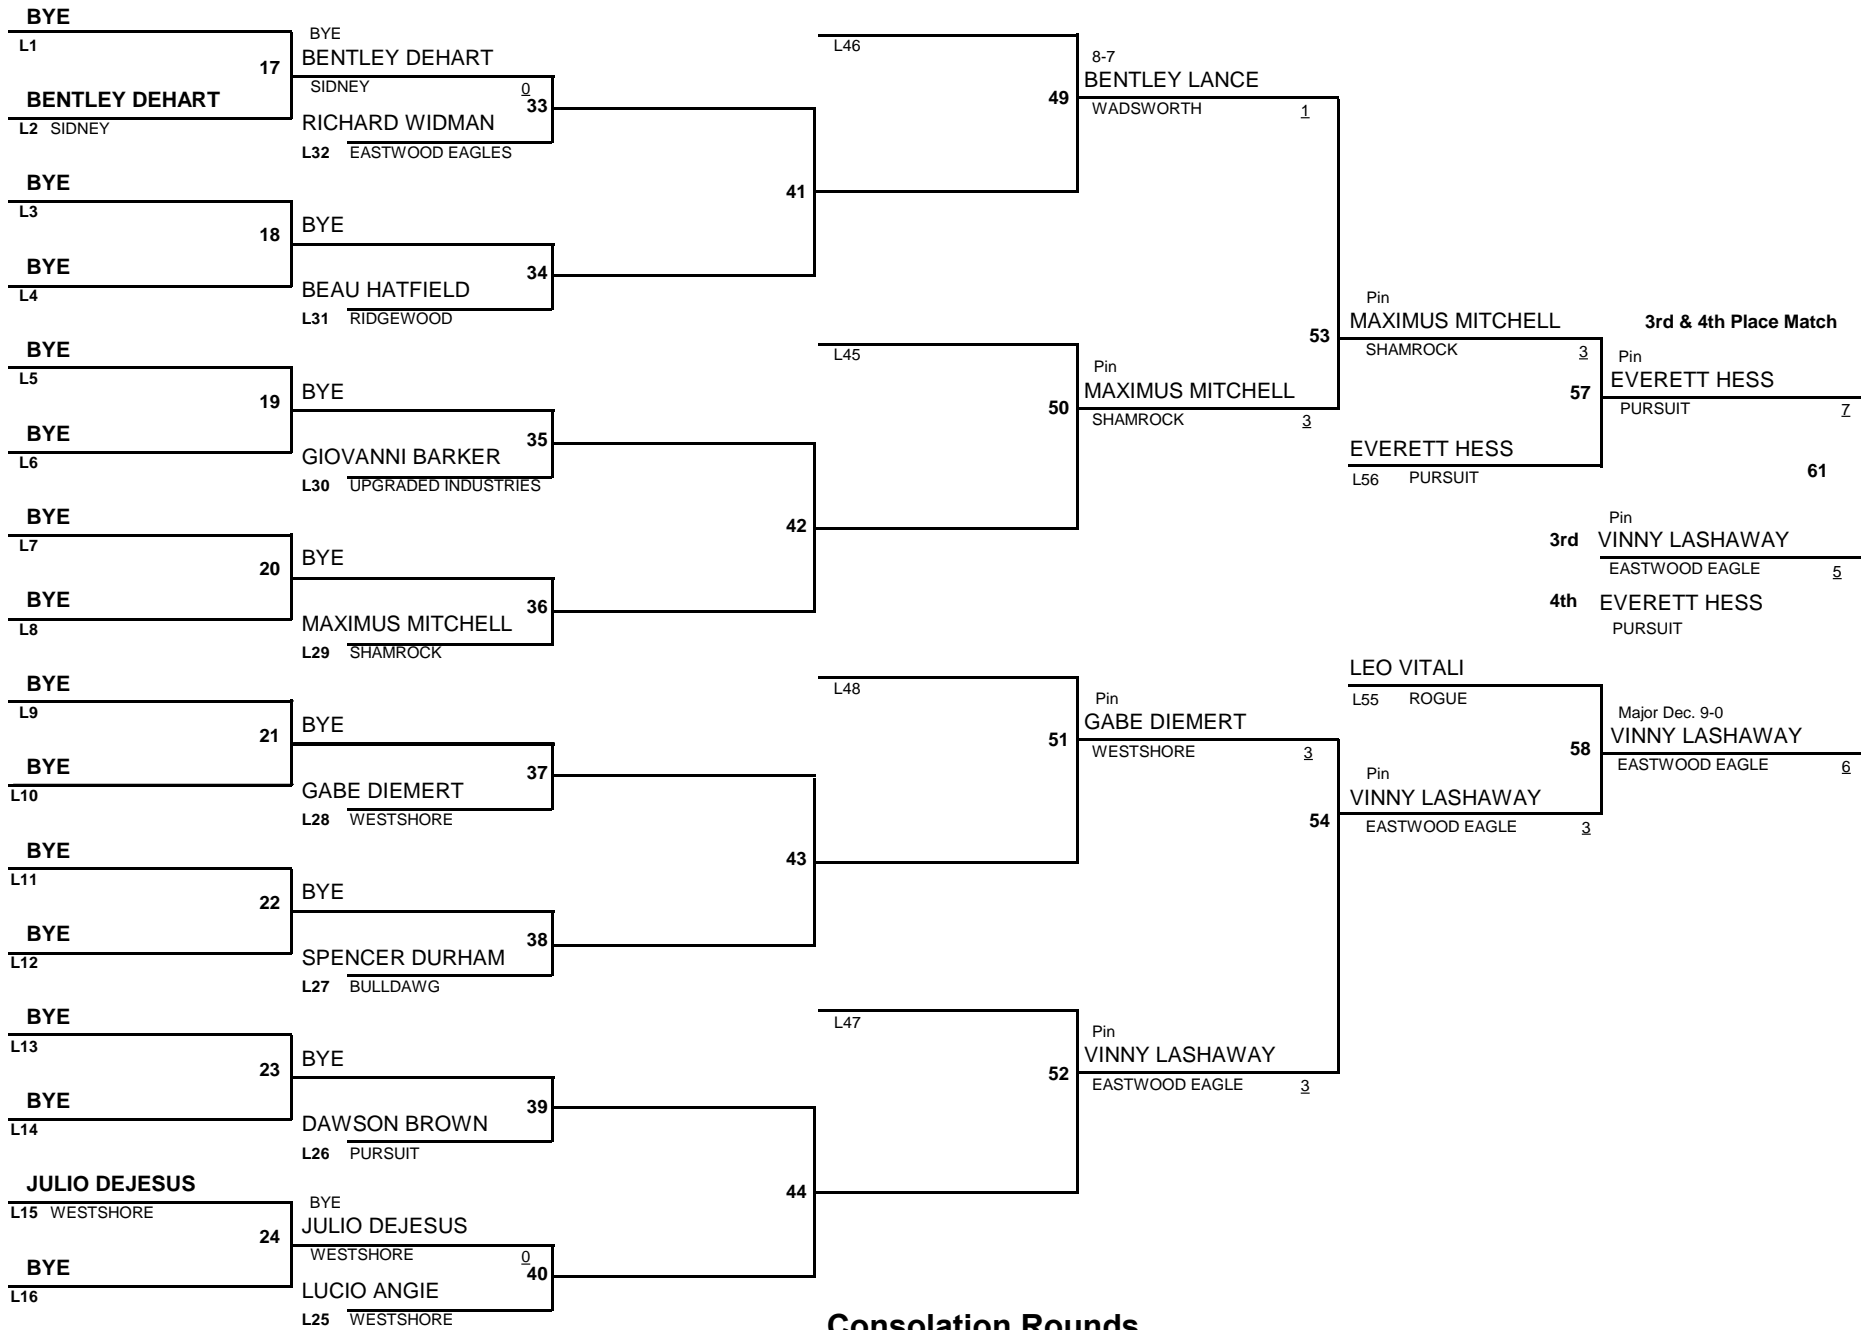 BYE
L1
17
BENTLEY DEHART
L2 SIDNEY
BYE
L3
18
BYE
L4
BYE
L5
19
BYE
L6
BYE
L7
20
BYE
L8
BYE
L9
21
BYE
L10
BYE
L11
22
BYE
L12
BYE
L13
23
BYE
L14
JULIO DEJESUS
L15 WESTSHORE
24
BYE
L16
BYE
BENTLEY DEHART
SIDNEY 0
33
RICHARD WIDMAN
L32 EASTWOOD EAGLES
BYE
34
BEAU HATFIELD
L31 RIDGEWOOD
BYE
35
GIOVANNI BARKER
L30 UPGRADED INDUSTRIES
BYE
36
MAXIMUS MITCHELL
L29 SHAMROCK
BYE
37
GABE DIEMERT
L28 WESTSHORE
BYE
38
SPENCER DURHAM
L27 BULLDAWG
BYE
39
DAWSON BROWN
L26 PURSUIT
BYE
JULIO DEJESUS
WESTSHORE 0
40
LUCIO ANGIE
L25 WESTSHORE
41
42
43
44
L46
49
L45
50
L48
51
L47
52
8-7
BENTLEY LANCE
WADSWORTH 1
Pin
MAXIMUS MITCHELL
SHAMROCK 3
Pin
GABE DIEMERT
WESTSHORE 3
Pin
VINNY LASHAWAY
EASTWOOD EAGLE 3
53
54
Pin
MAXIMUS MITCHELL
SHAMROCK 3
57
EVERETT HESS
L56 PURSUIT
LEO VITALI
L55 ROGUE
58
Pin
VINNY LASHAWAY
EASTWOOD EAGLE 3
3rd & 4th Place Match
Pin
EVERETT HESS
PURSUIT 7
61
Pin
3rd VINNY LASHAWAY
EASTWOOD EAGLE 5
4th EVERETT HESS
PURSUIT
Major Dec. 9-0
VINNY LASHAWAY
EASTWOOD EAGLE 6
Consolation Rounds